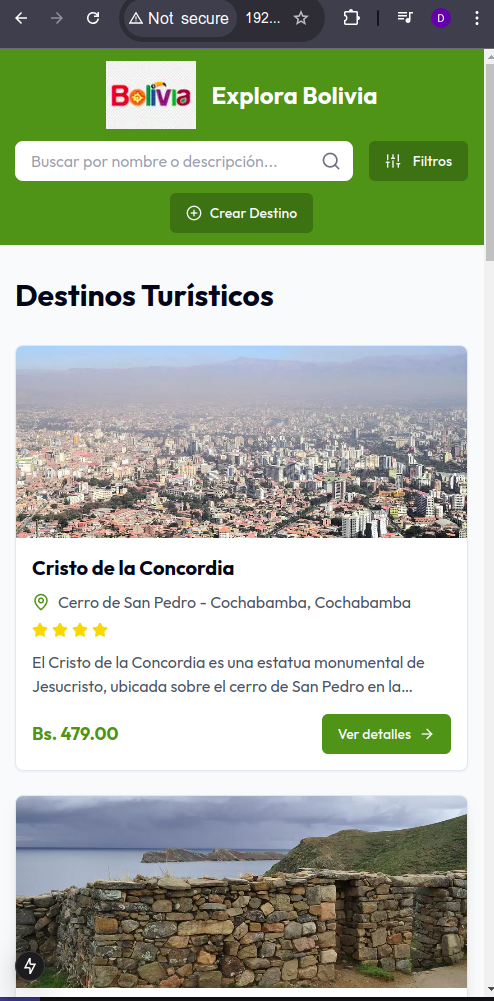 Not secure 192...
D
Bolivia
Explora Bolivia
Buscar por nombre o descripción...
Filtros
Crear Destino
Destinos Turísticos
Cristo de la Concordia
Cerro de San Pedro - Cochabamba, Cochabamba
El Cristo de la Concordia es una estatua monumental de
Jesucristo, ubicada sobre el cerro de San Pedro en la...
Bs. 479.00
Ver detalles